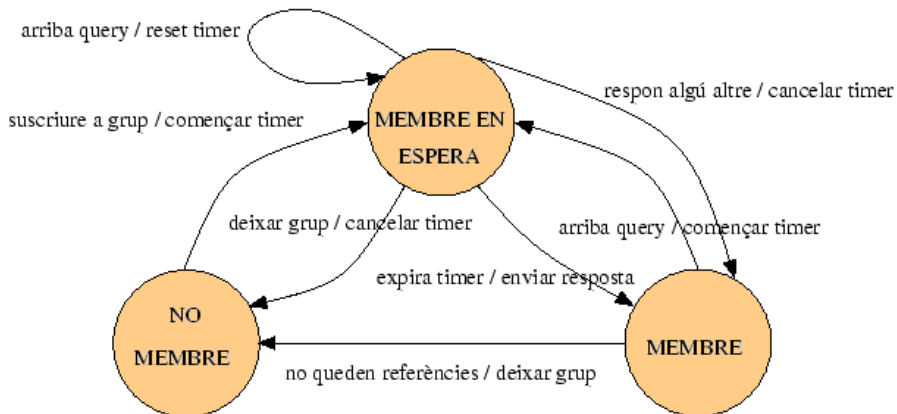 arriba query / reset timer
respon algú altre / cancelar timer
suscriure a grup / començar timer
MEMBRE EN
ESPERA
deixar grup / cancelar timer
arriba query / començar timer
expira timer / enviar resposta
NO
MEMBRE
MEMBRE
no queden referències / deixar grup